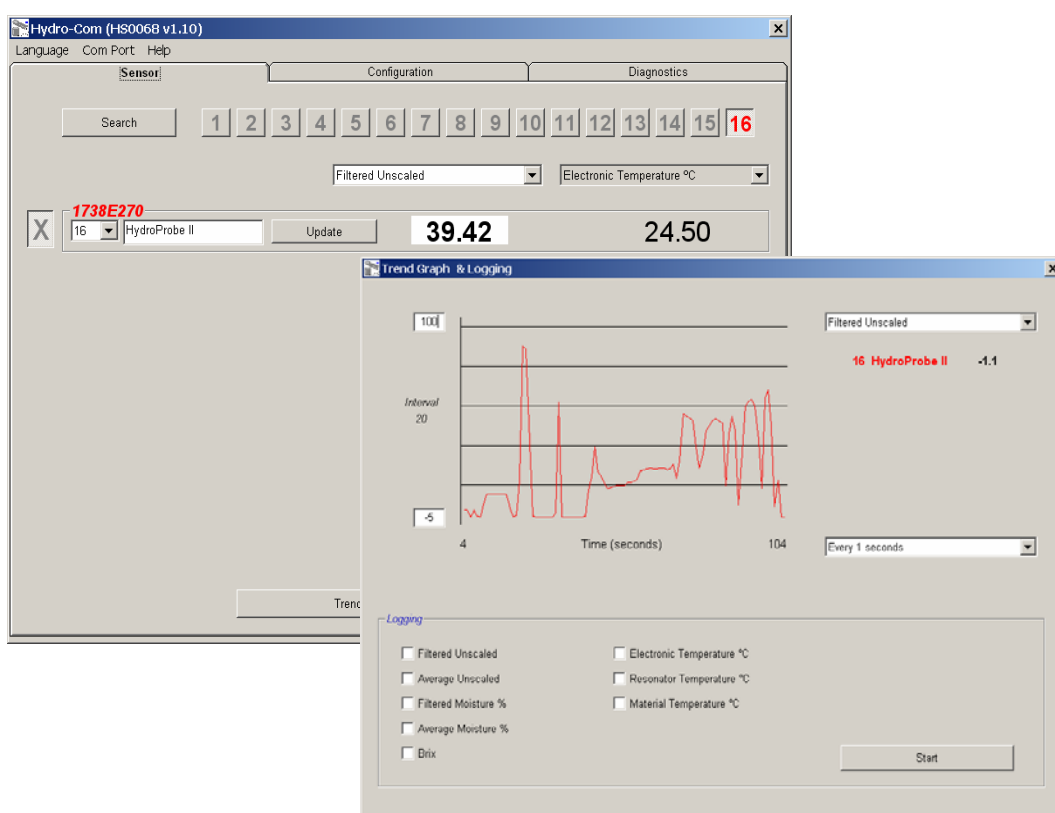 Hydro-Com (HS0068 v1.10)
Language Com Port Help
Sensor Configuration Diagnostics
Search 1 2 3 4 5 6 7 8 9 10 11 12 13 14 15 16
Filtered Unscaled Electronic Temperature ºC
1738E270
X 16 HydroProbe II Update 39.42 24.50
Trend Graph & Logging
100 Filtered Unscaled
16 HydroProbe II -1.1
Interval
20
-5
4 Time (seconds) 104 Every 1 seconds
Logging
Filtered Unscaled Electronic Temperature ºC
Average Unscaled Resonator Temperature ºC
Filtered Moisture % Material Temperature ºC
Average Moisture %
Brix
Start